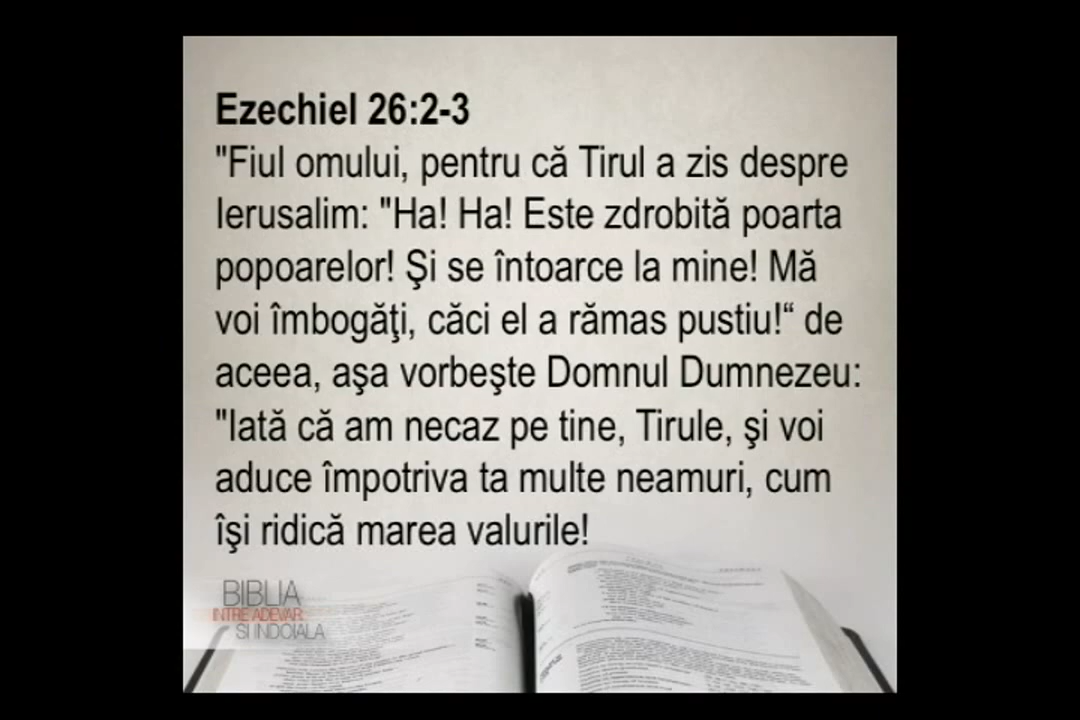 Ezechiel 26:2-3
"Fiul omului, pentru că Tirul a zis despre
Ierusalim: "Ha! Ha! Este zdrobită poarta
popoarelor! Şi se întoarce la mine! Mă
voi îmbogăţi, căci el a rămas pustiu!“ de
aceea, aşa vorbeşte Domnul Dumnezeu:
"Iată că am necaz pe tine, Tirule, şi voi
aduce împotriva ta multe neamuri, cum
îşi ridică marea valurile!
BIBLIA
INTRE ADEVAR
SI INDOIALA